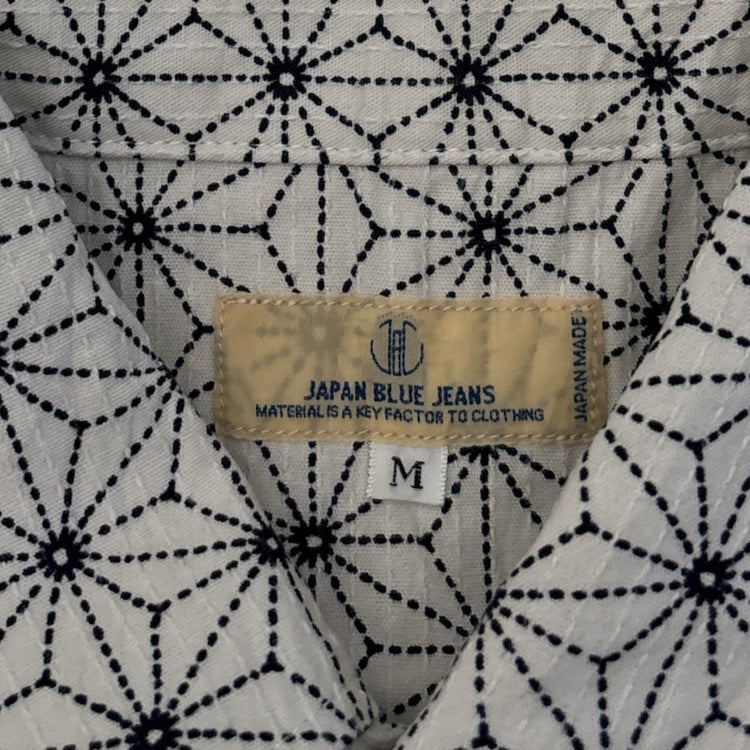 JAPAN BLUE JEANS
MATERIAL IS A KEY FACTOR TO CLOTHING
JAPAN MADE
M